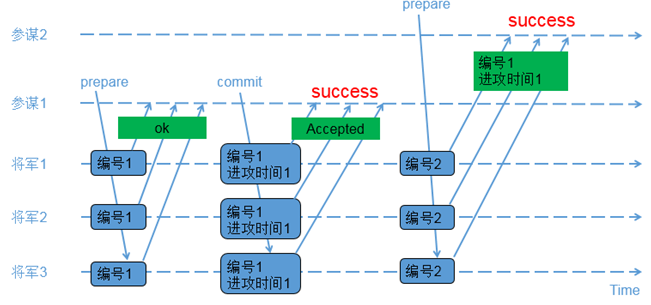 prepare
参谋2
success
编号1
进攻时间1
prepare
commit
success
参谋1
ok
Accepted
将军1
编号1
编号1
进攻时间1
编号2
将军2
编号1
编号1
进攻时间1
编号2
将军3
编号1
编号1
进攻时间1
编号2
Time